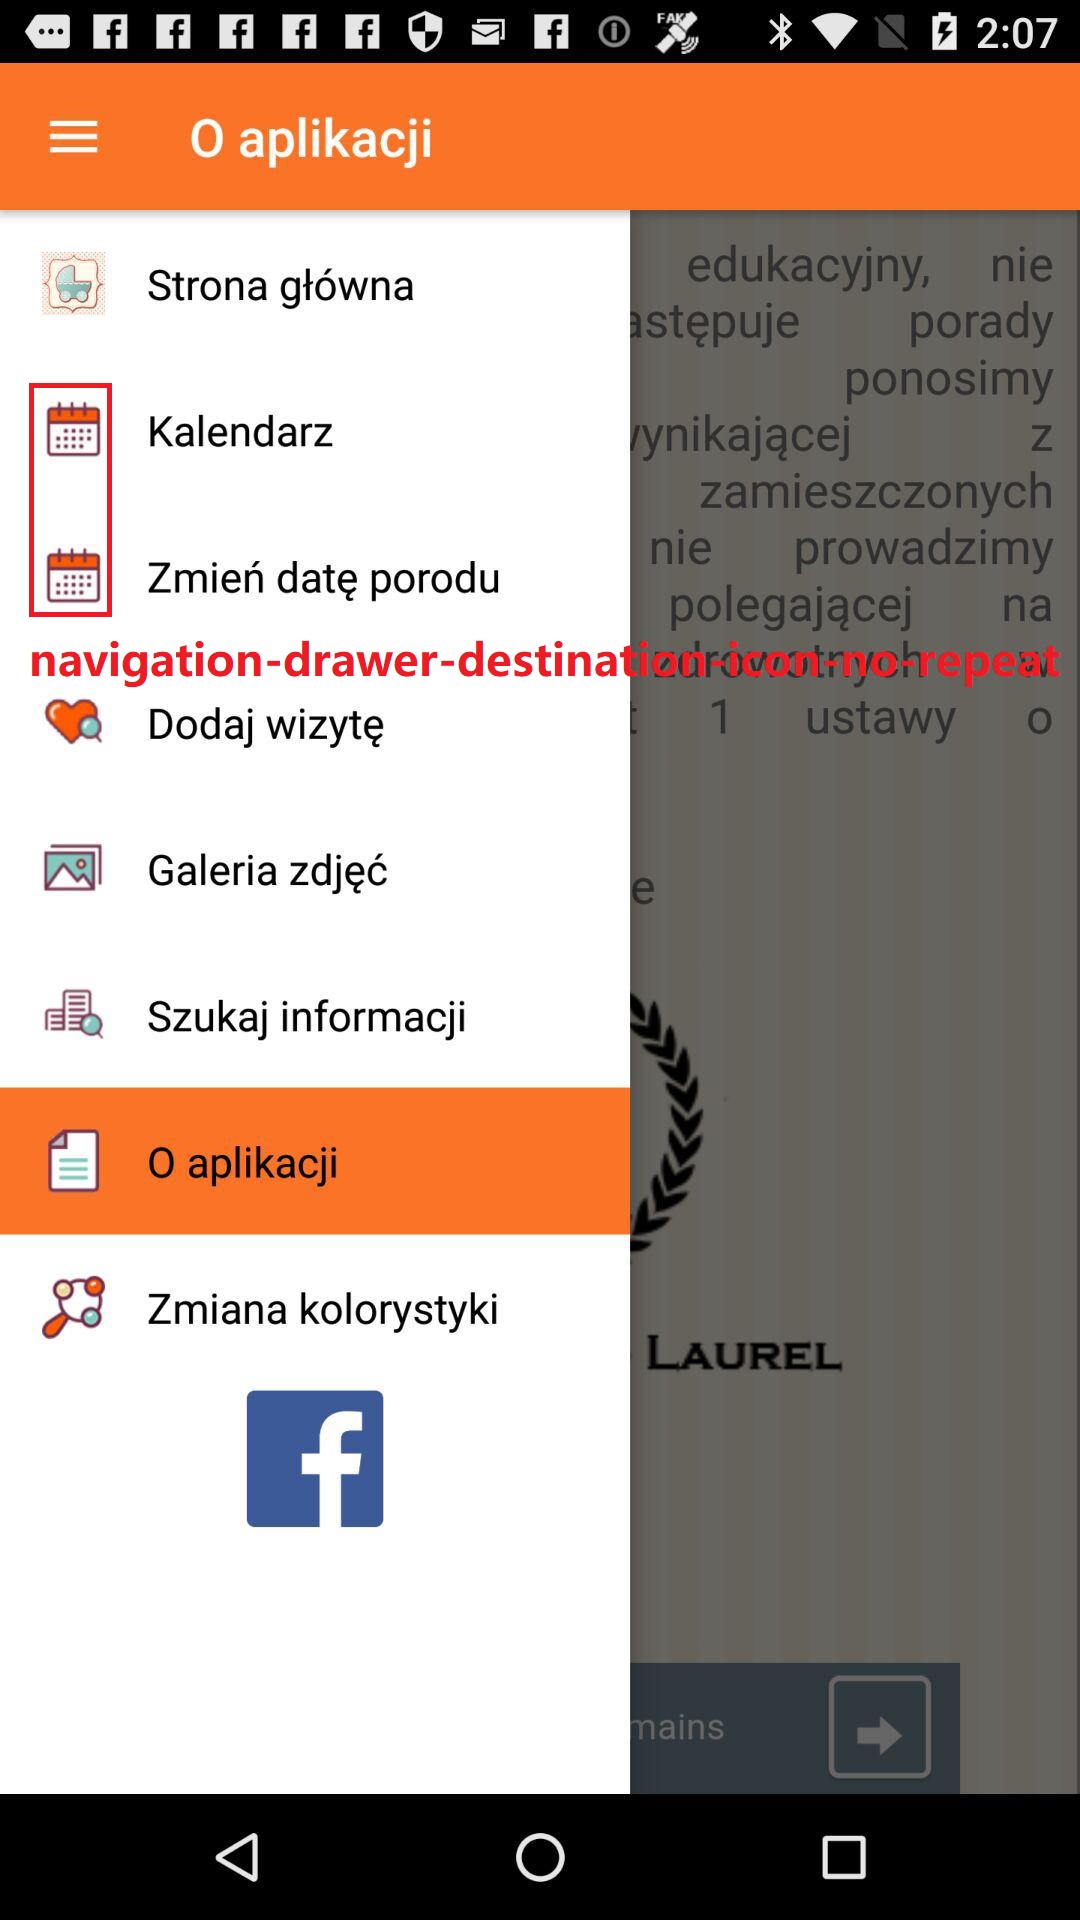 FAKE
2:07
O aplikacji
Strona główna
Kalendarz
Zmień datę porodu
navigation-drawer-destination-icon-no-repeat
Dodaj wizytę
Galeria zdjęć
Szukaj informacji
O aplikacji
Zmiana kolorystyki
edukacyjny, nie
astępuje porady
ponosimy
wynikającej z
zamieszczonych
nie prowadzimy
polegającej na
zdrowotnych w
t 1 ustawy o
e
LAUREL
mains